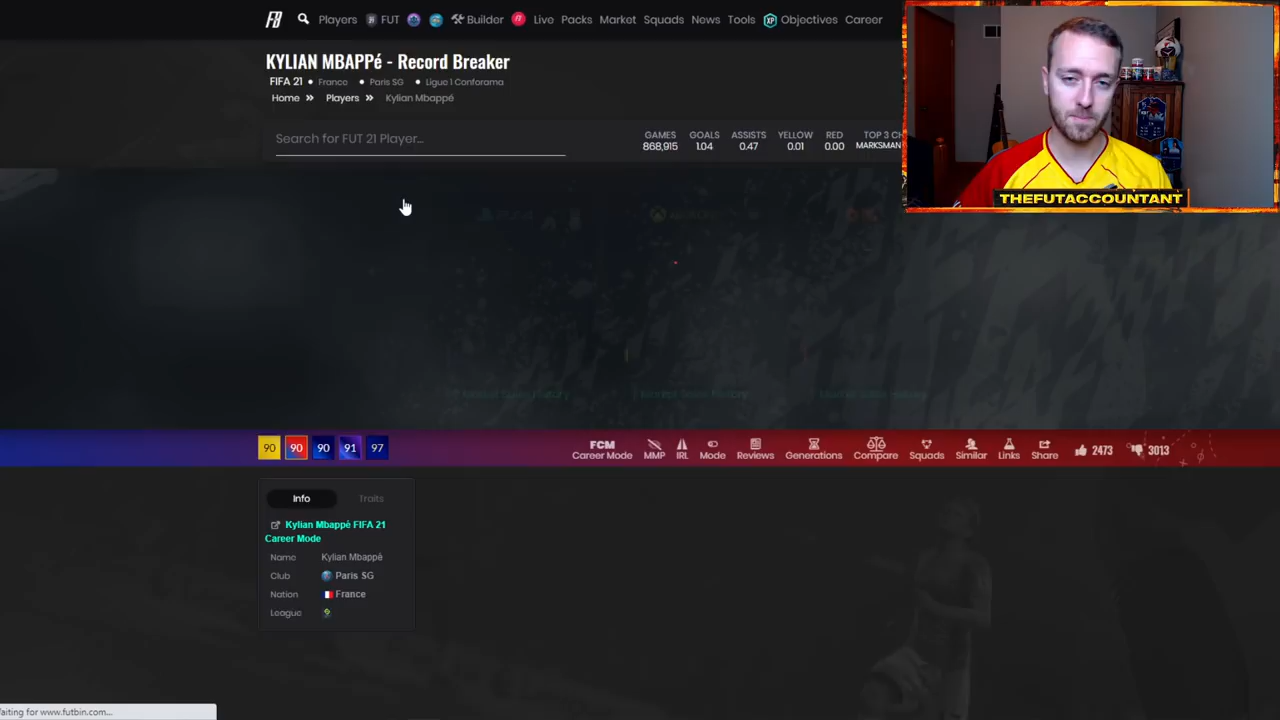 Players FUT Builder Live Packs Market Squads News Tools Objectives Career
KYLIAN MBAPPé - Record Breaker
FIFA 21 • France • Paris SG • Ligue 1 Conforama
Home » Players » Kylian Mbappé
Search for FUT 21 Player...
GAMES GOALS ASSISTS YELLOW RED TOP 3 CH
868,915 1.04 0.47 0.01 0.00 MARKSMAN
THEFUTACCOUNTANT
90 90 90 91 97
FCM
Career Mode MMP IRL Mode Reviews Generations Compare Squads Similar Links Share 2473 3013
Info Traits
Kylian Mbappé FIFA 21
Career Mode
Name Kylian Mbappé
Club Paris SG
Nation France
League
aiting for www.futbin.com...